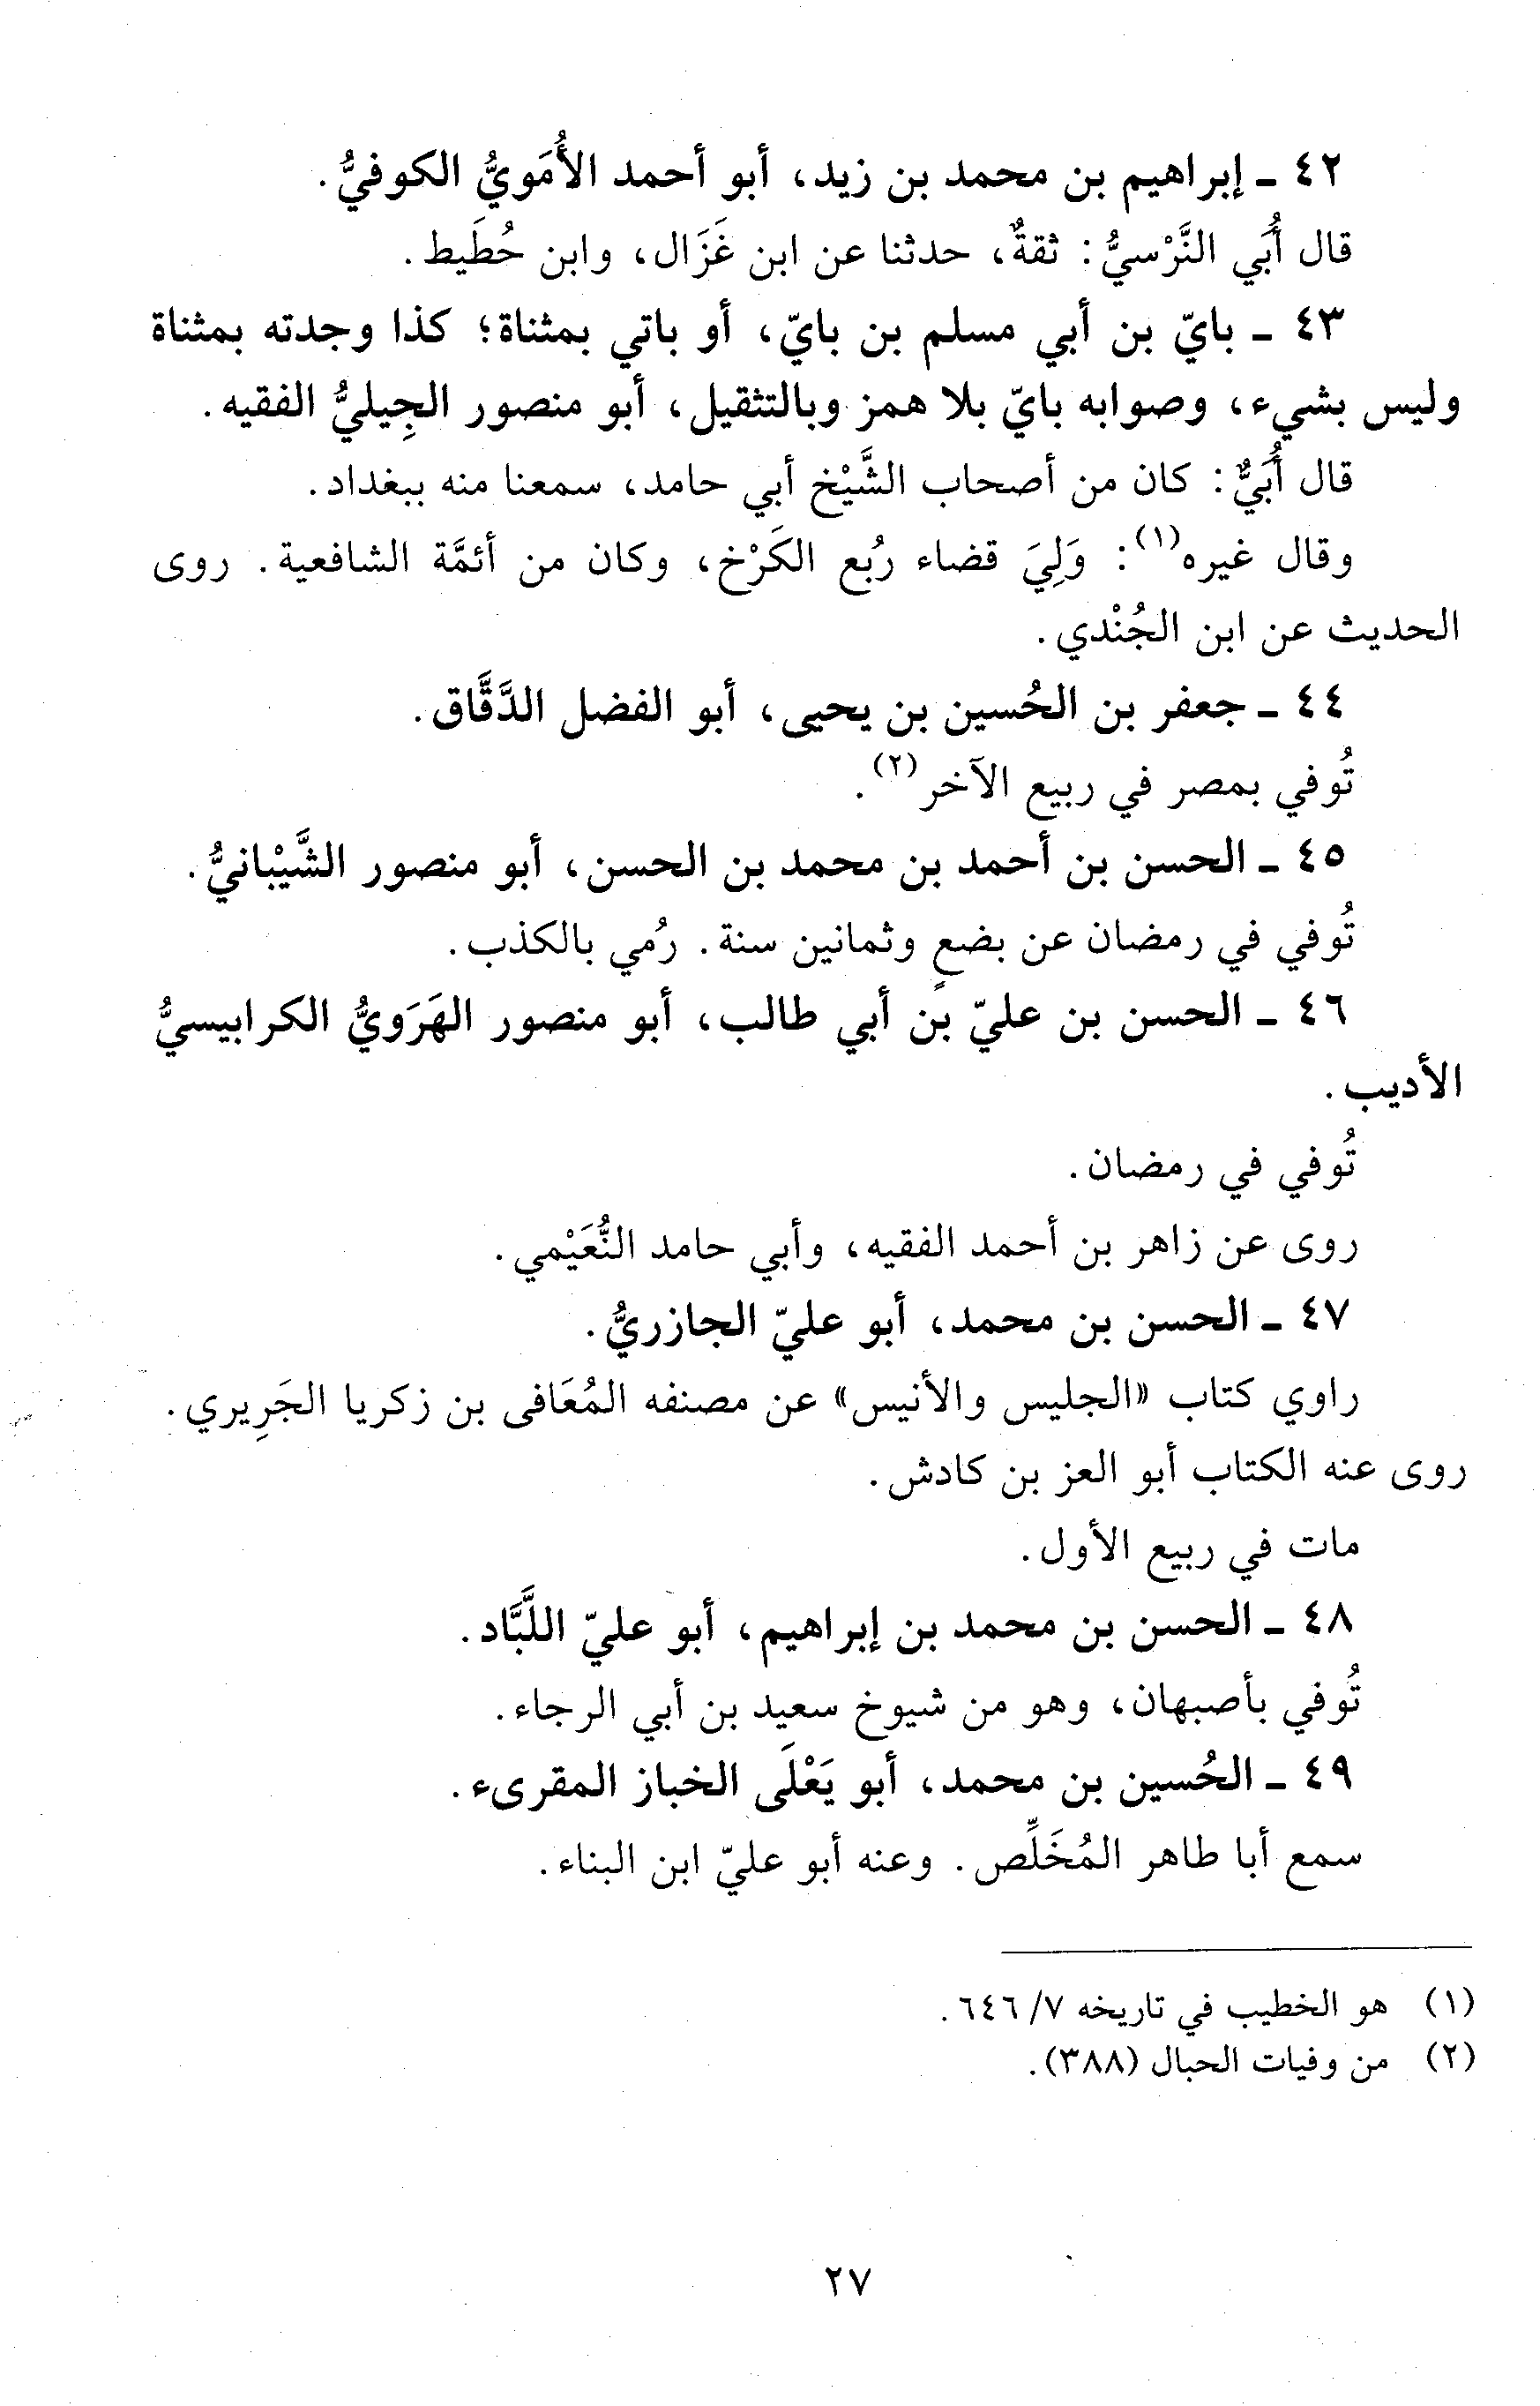 ٤٢ - إبراهيم بن محمد بن زيد، أبو أحمد الأُمَويُّ الكوفيُّ.
قال أُبَي النَّرْسيُّ: ثقةٌ، حدثنا عن ابن غَزَال، وابن حُطَيط.
٤٣ - بايّ بن أبي مسلم بن بايّ، أو باتي بمثناة؛ كذا وجدته بمثناة
وليس بشيء، وصوابه بايّ بلا همز وبالتثقيل، أبو منصور الجِيليُّ الفقيه.
قال أُبَيٌّ: كان من أصحاب الشَّيْخ أبي حامد، سمعنا منه ببغداد.
وقال غيره(١): وَلِيَ قضاء رُبع الكَرْخ، وكان من أئمَّة الشافعية. روى
الحديث عن ابن الجُنْدي.
٤٤ - جعفر بن الحُسين بن يحيى، أبو الفضل الدَّقَّاق.
تُوفي بمصر في ربيع الآخر(٢).
٤٥ - الحسن بن أحمد بن محمد بن الحسن، أبو منصور الشَّيْبانيُّ.
تُوفي في رمضان عن بضعٍ وثمانين سنة. رُمي بالكذب.
٤٦ - الحسن بن عليّ بن أبي طالب، أبو منصور الهَرَويُّ الكرابيسيُّ
الأديب.
تُوفي في رمضان.
روى عن زاهر بن أحمد الفقيه، وأبي حامد النُّعَيْمي.
٤٧ - الحسن بن محمد، أبو عليّ الجازريُّ.
راوي كتاب «الجليس والأنيس» عن مصنفه المُعَافى بن زكريا الجَرِيري.
روى عنه الكتاب أبو العز بن كادش.
مات في ربيع الأول.
٤٨ - الحسن بن محمد بن إبراهيم، أبو عليّ اللَّبَّاد.
تُوفي بأصبهان، وهو من شيوخ سعيد بن أبي الرجاء.
٤٩ - الحُسين بن محمد، أبو يَعْلَى الخباز المقرىء.
سمع أبا طاهر المُخَلِّص. وعنه أبو عليّ ابن البناء.
(١) هو الخطيب في تاريخه ٧/ ٦٤٦.
(٢) من وفيات الحبال (٣٨٨).
٢٧